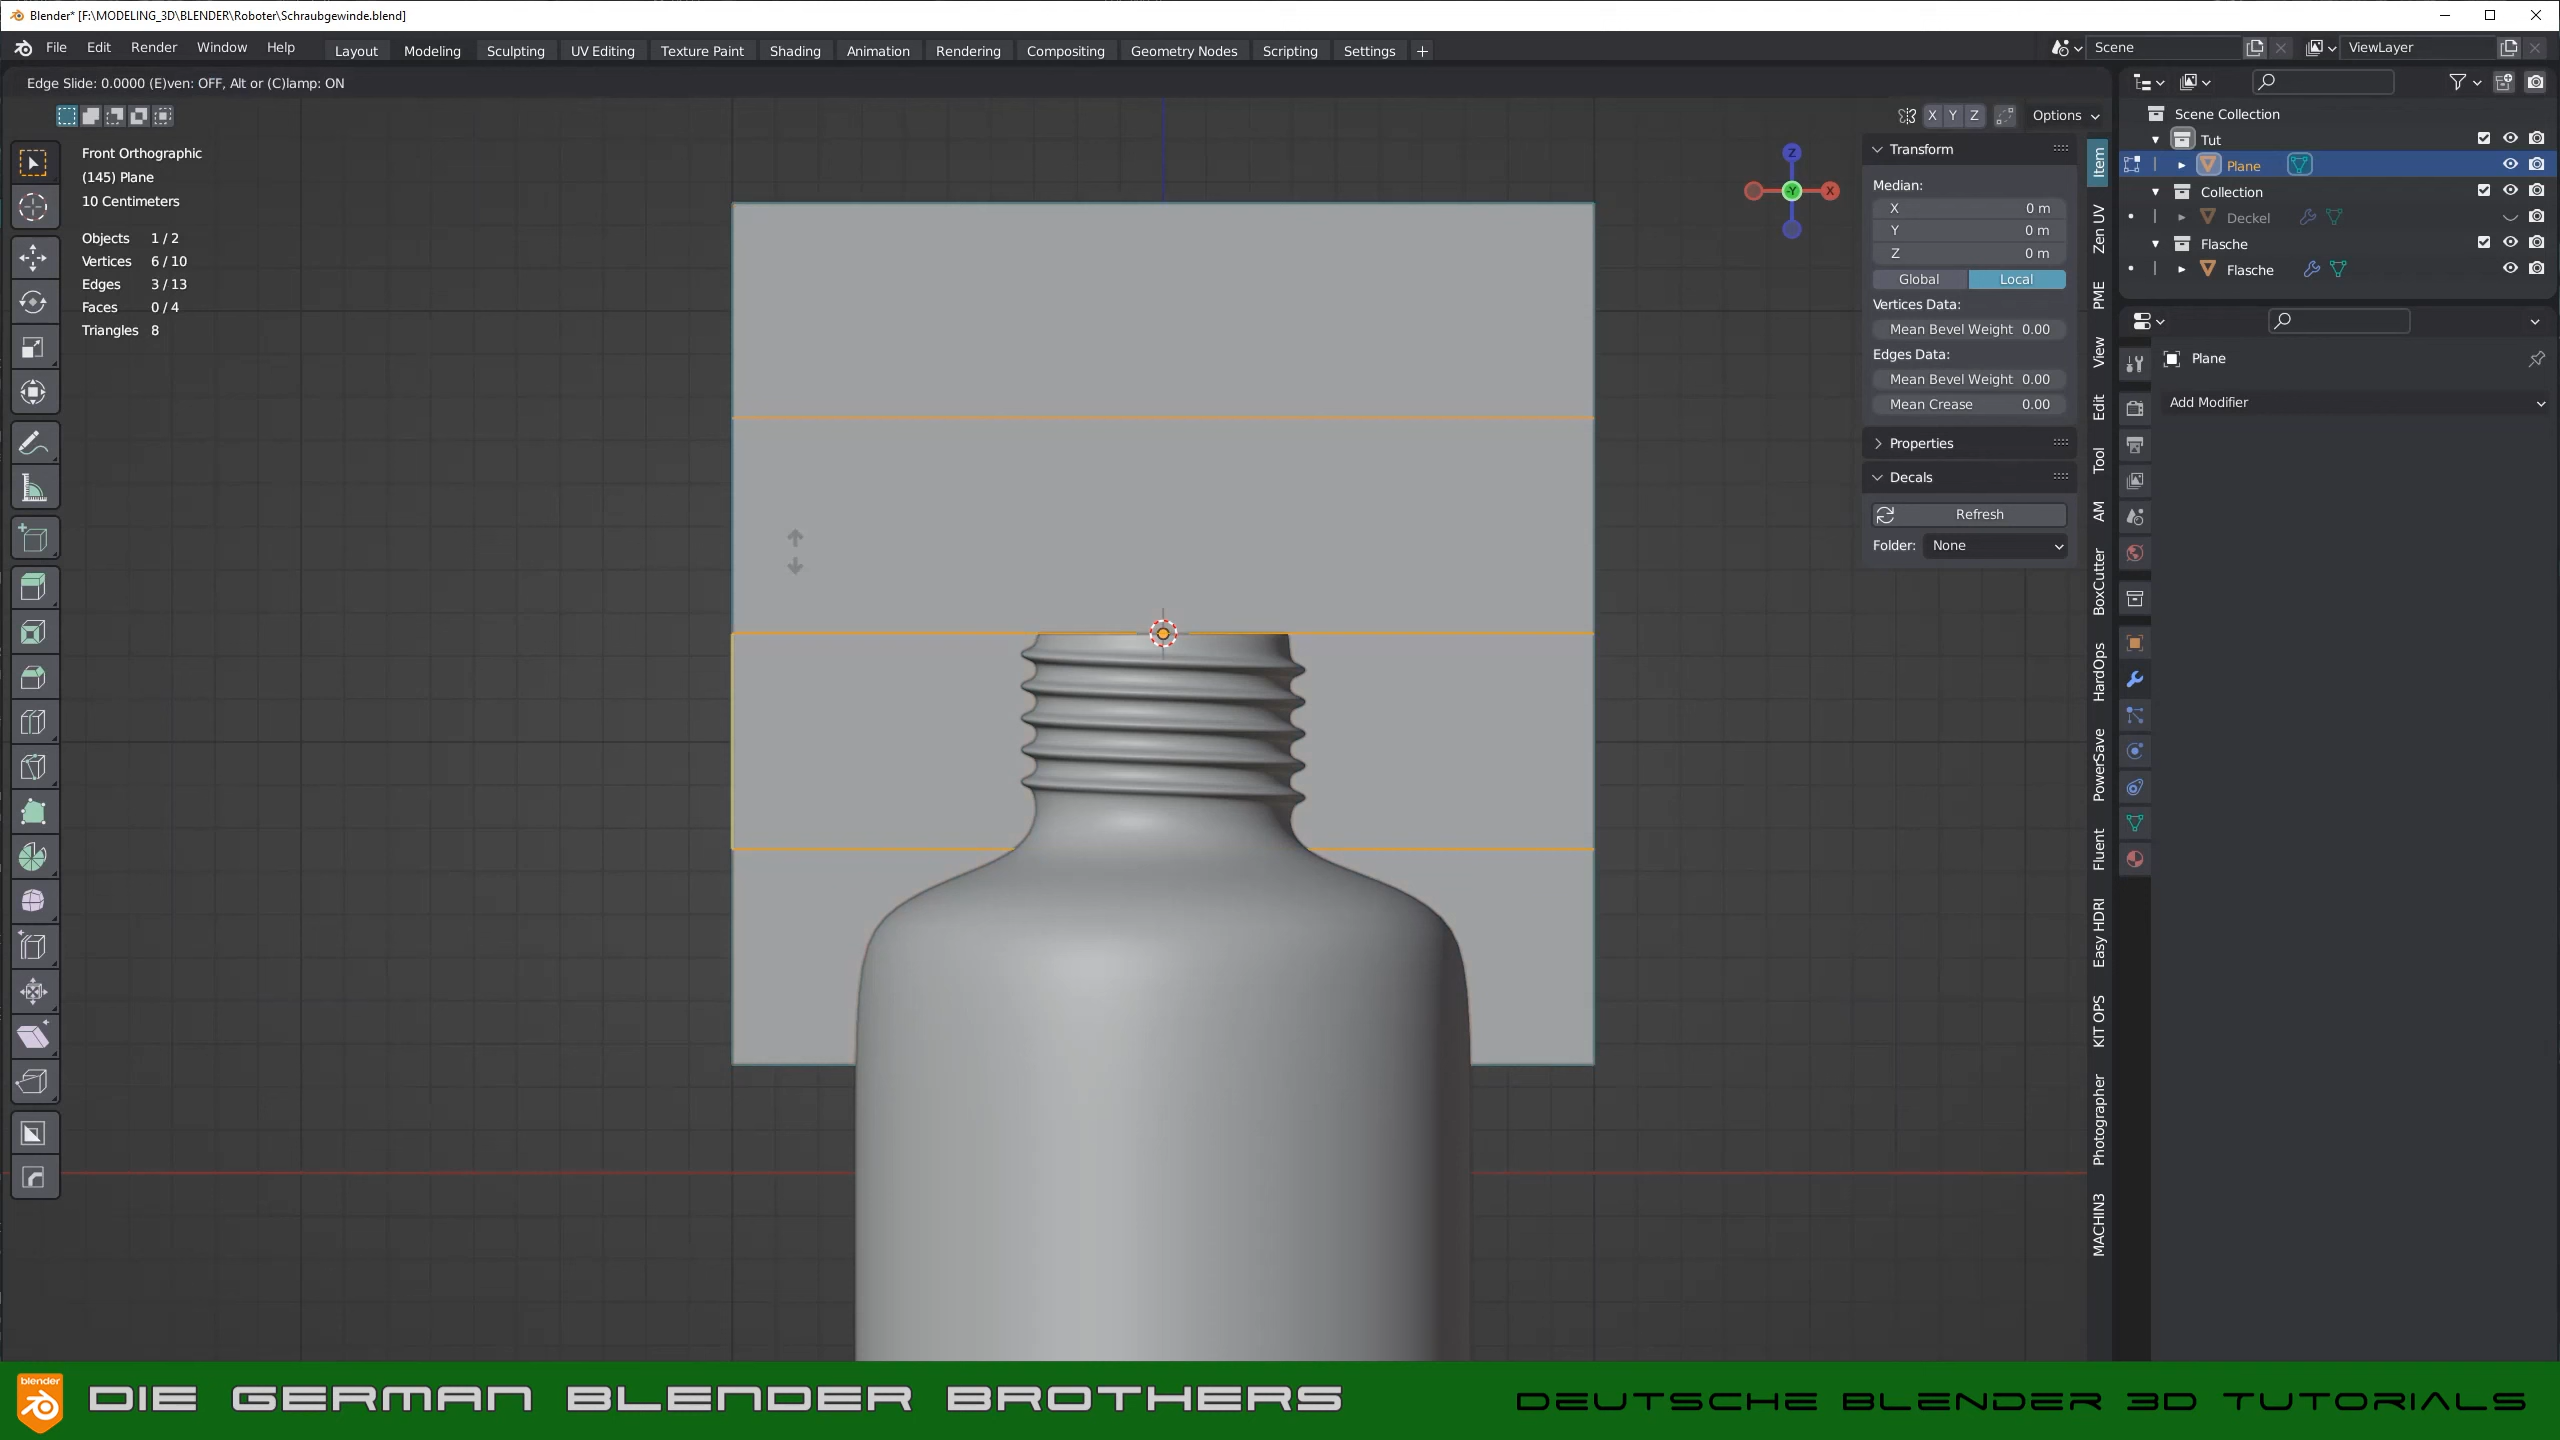 Blender* [F:\MODELING_3D\BLENDER\Roboter\Schraubgewinde.blend]
File Edit Render Window Help Layout Modeling Sculpting UV Editing Texture Paint Shading Animation Rendering Compositing Geometry Nodes Scripting Settings + Scene ViewLayer
Edge Slide: 0.0000 (E)ven: OFF, Alt or (C)lamp: ON
X Y Z Options
Front Orthographic
(145) Plane
10 Centimeters
Objects 1 / 2
Vertices 6 / 10
Edges 3 / 13
Faces 0 / 4
Triangles 8
Z
-Y
X
Transform
Median:
X 0 m
Y 0 m
Z 0 m
Global Local
Vertices Data:
Mean Bevel Weight 0.00
Edges Data:
Mean Bevel Weight 0.00
Mean Crease 0.00
Properties
Decals
Refresh
Folder: None
Item
Zen UV
PME
View
Edit
Tool
AM
BoxCutter
HardOps
PowerSave
Fluent
Easy HDRI
KIT OPS
Photographer
MACHIN3
Scene Collection
Tut
Plane
Collection
Deckel
Flasche
Flasche
Plane
Add Modifier
blender
DIE GERMAN BLENDER BROTHERS
DEUTSCHE BLENDER 3D TUTORIALS